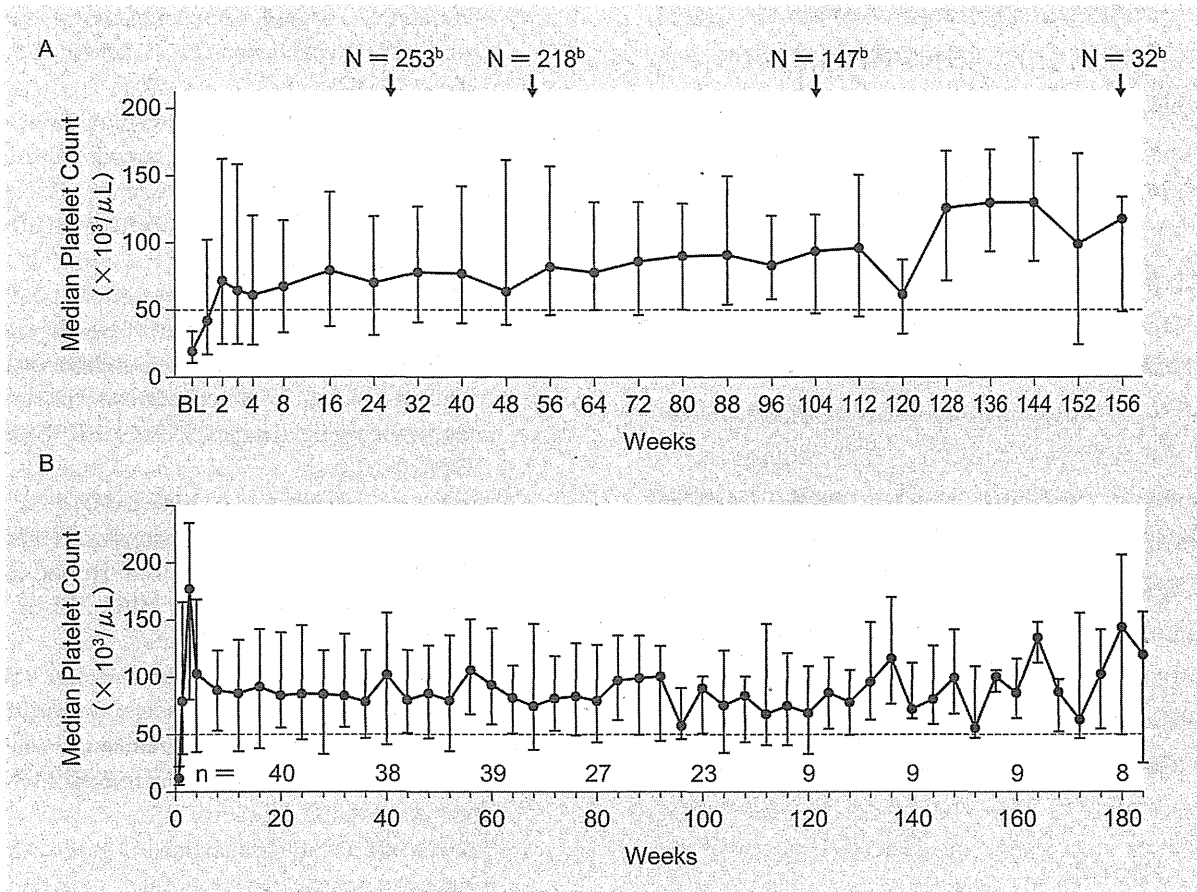 A
N = 253ᵇ N = 218ᵇ N = 147ᵇ N = 32ᵇ
Median Platelet Count
(× 10³/μL)
200
150
100
50
0
BL 2 4 8 16 24 32 40 48 56 64 72 80 88 96 104 112 120 128 136 144 152 156
Weeks
B
Median Platelet Count
(× 10³/μL)
200
150
100
50
0
n = 40 38 39 27 23 9 9 9 8
0 20 40 60 80 100 120 140 160 180
Weeks